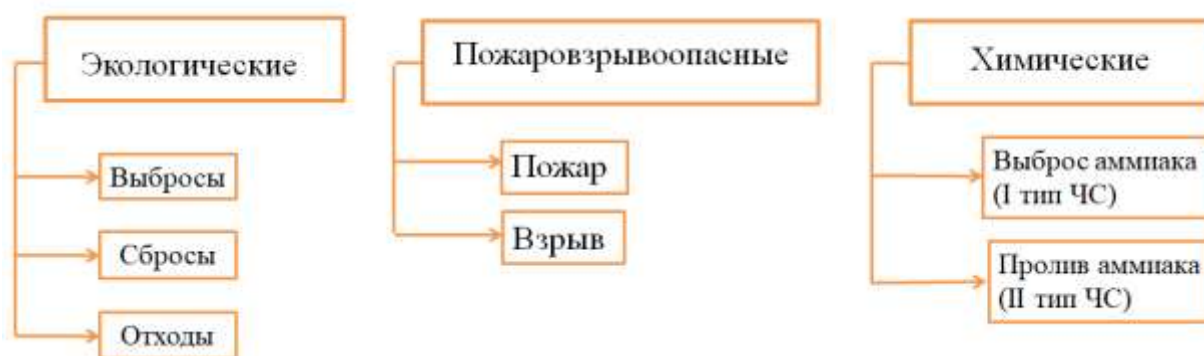 Экологические
Выбросы
Сбросы
Отходы
Пожаровзрывоопасные
Пожар
Взрыв
Химические
Выброс аммиака
(I тип ЧС)
Пролив аммиака
(II тип ЧС)